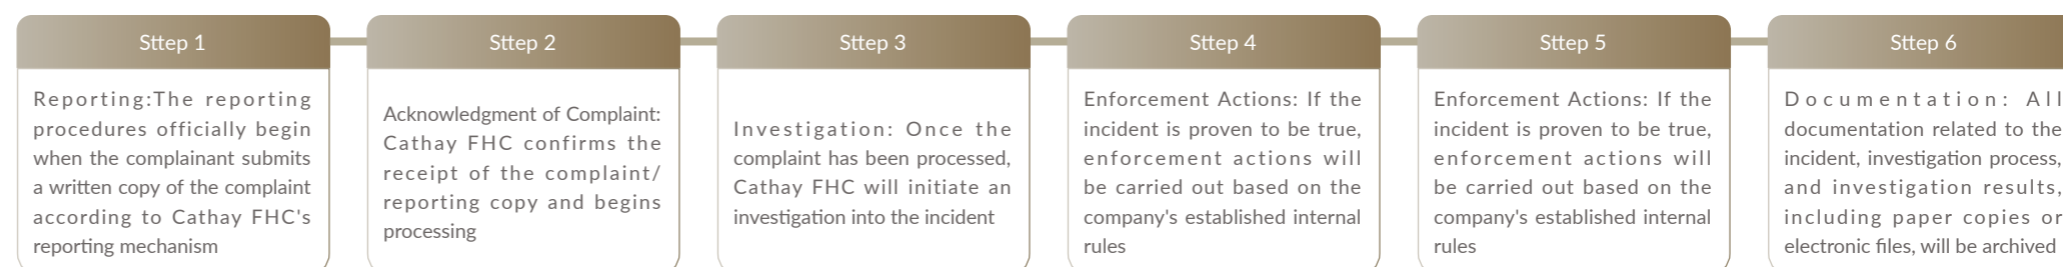 Sttep 1
Reporting:The reporting
procedures officially begin
when the complainant submits
a written copy of the complaint
according to Cathay FHC's
reporting mechanism
Sttep 2
Acknowledgment of Complaint:
Cathay FHC confirms the
receipt of the complaint/
reporting copy and begins
processing
Sttep 3
Investigation: Once the
complaint has been processed,
Cathay FHC will initiate an
investigation into the incident
Sttep 4
Enforcement Actions: If the
incident is proven to be true,
enforcement actions will
be carried out based on the
company's established internal
rules
Sttep 5
Enforcement Actions: If the
incident is proven to be true,
enforcement actions will
be carried out based on the
company's established internal
rules
Sttep 6
Documentation: All
documentation related to the
incident, investigation process,
and investigation results,
including paper copies or
electronic files, will be archived